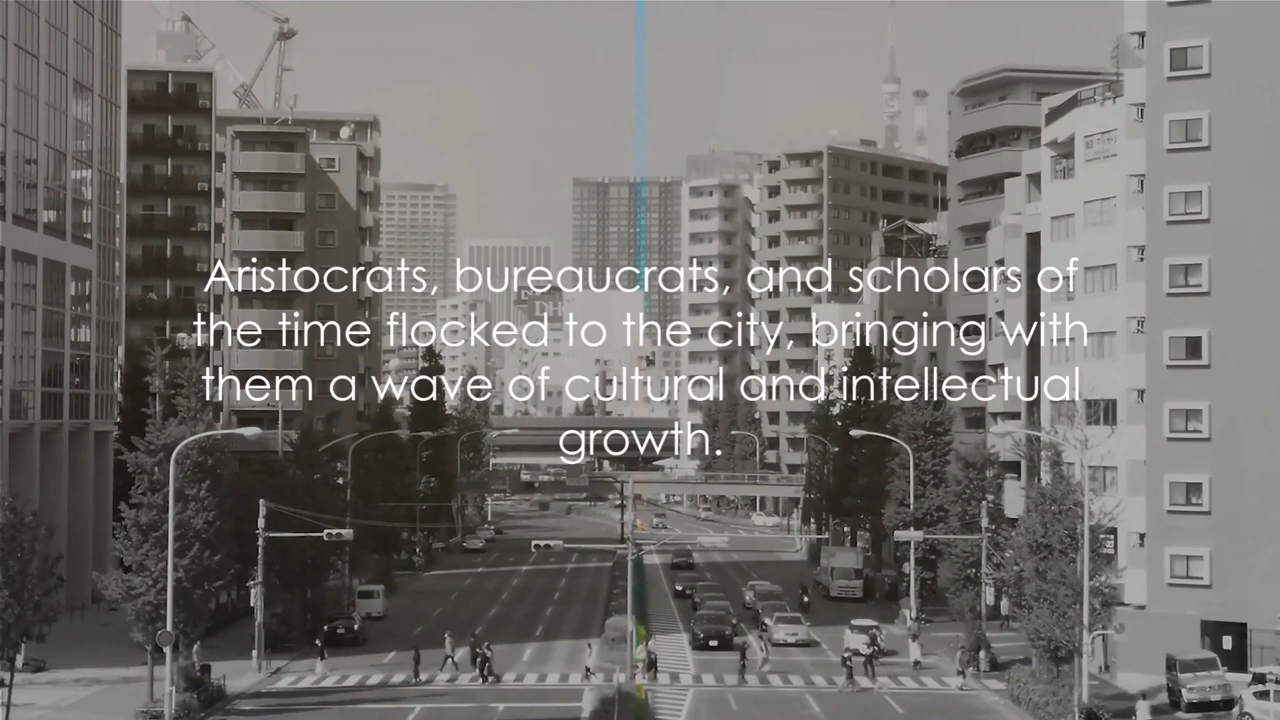 Aristocrats, bureaucrats, and scholars of
the time flocked to the city, bringing with
them a wave of cultural and intellectual
growth.